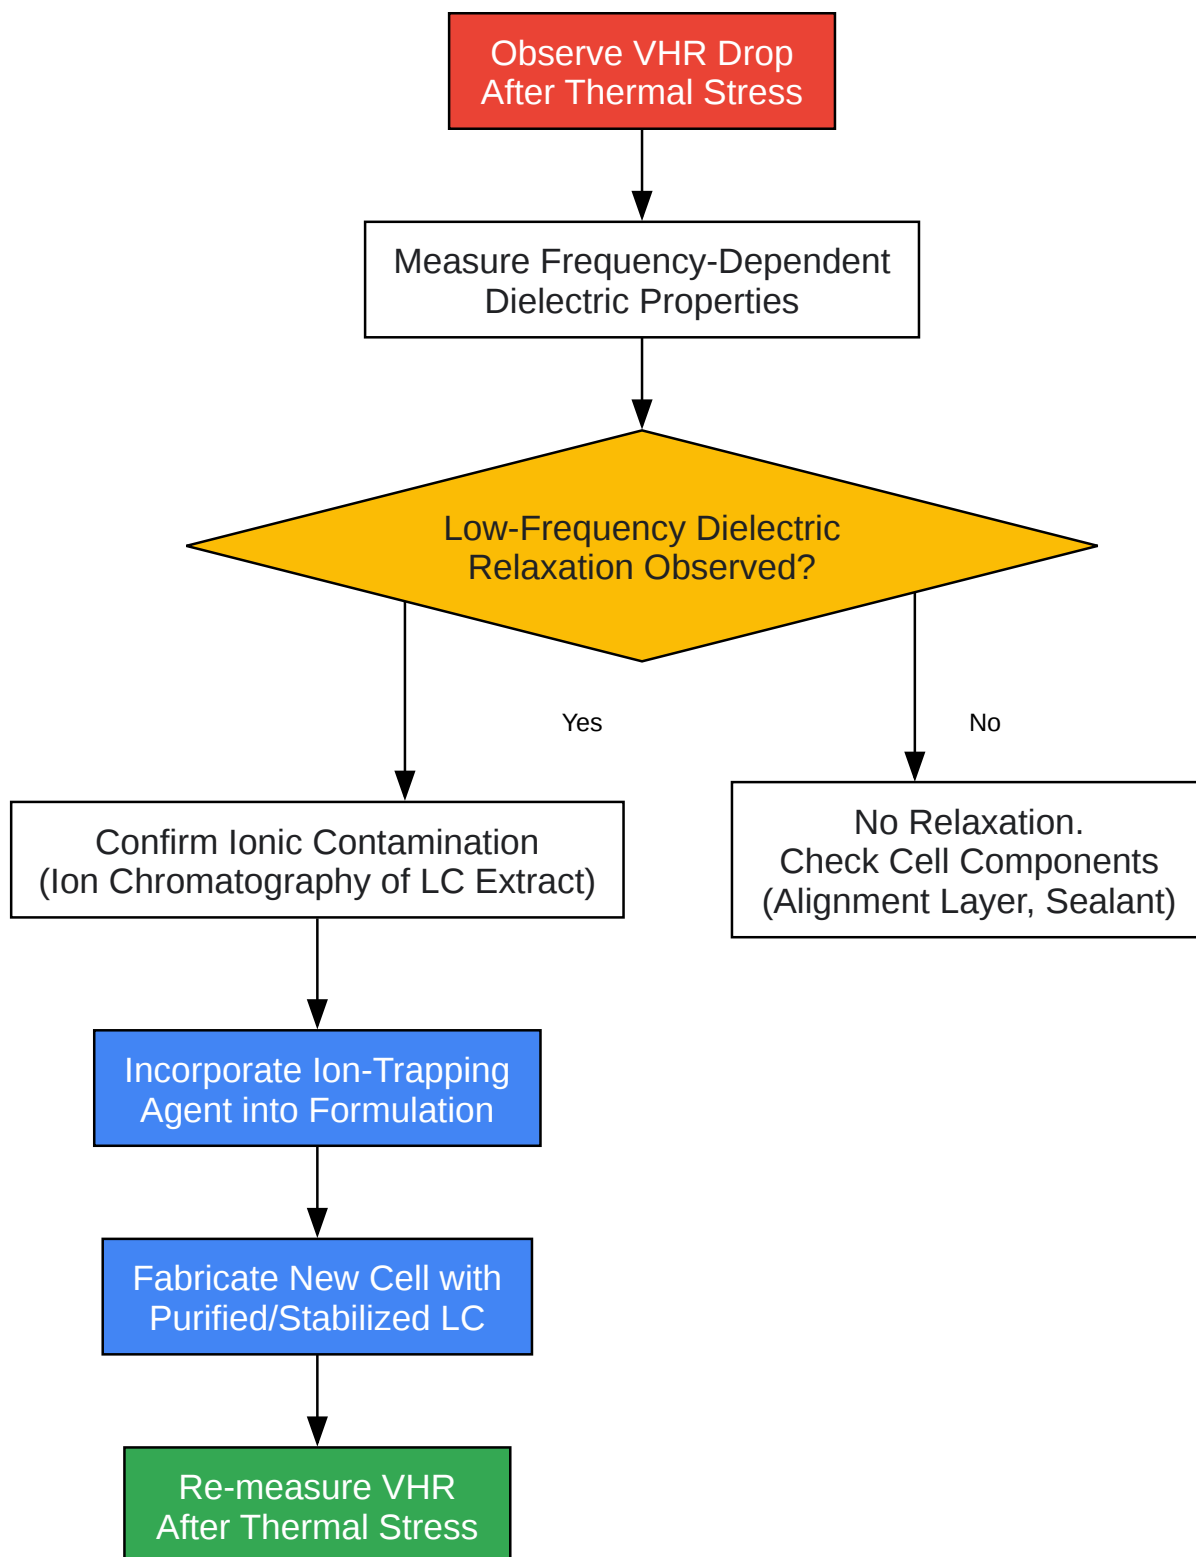 Observe VHR Drop
After Thermal Stress
Measure Frequency-Dependent
Dielectric Properties
Low-Frequency Dielectric
Relaxation Observed?
Yes
No
Confirm Ionic Contamination
(Ion Chromatography of LC Extract)
No Relaxation.
Check Cell Components
(Alignment Layer, Sealant)
Incorporate Ion-Trapping
Agent into Formulation
Fabricate New Cell with
Purified/Stabilized LC
Re-measure VHR
After Thermal Stress